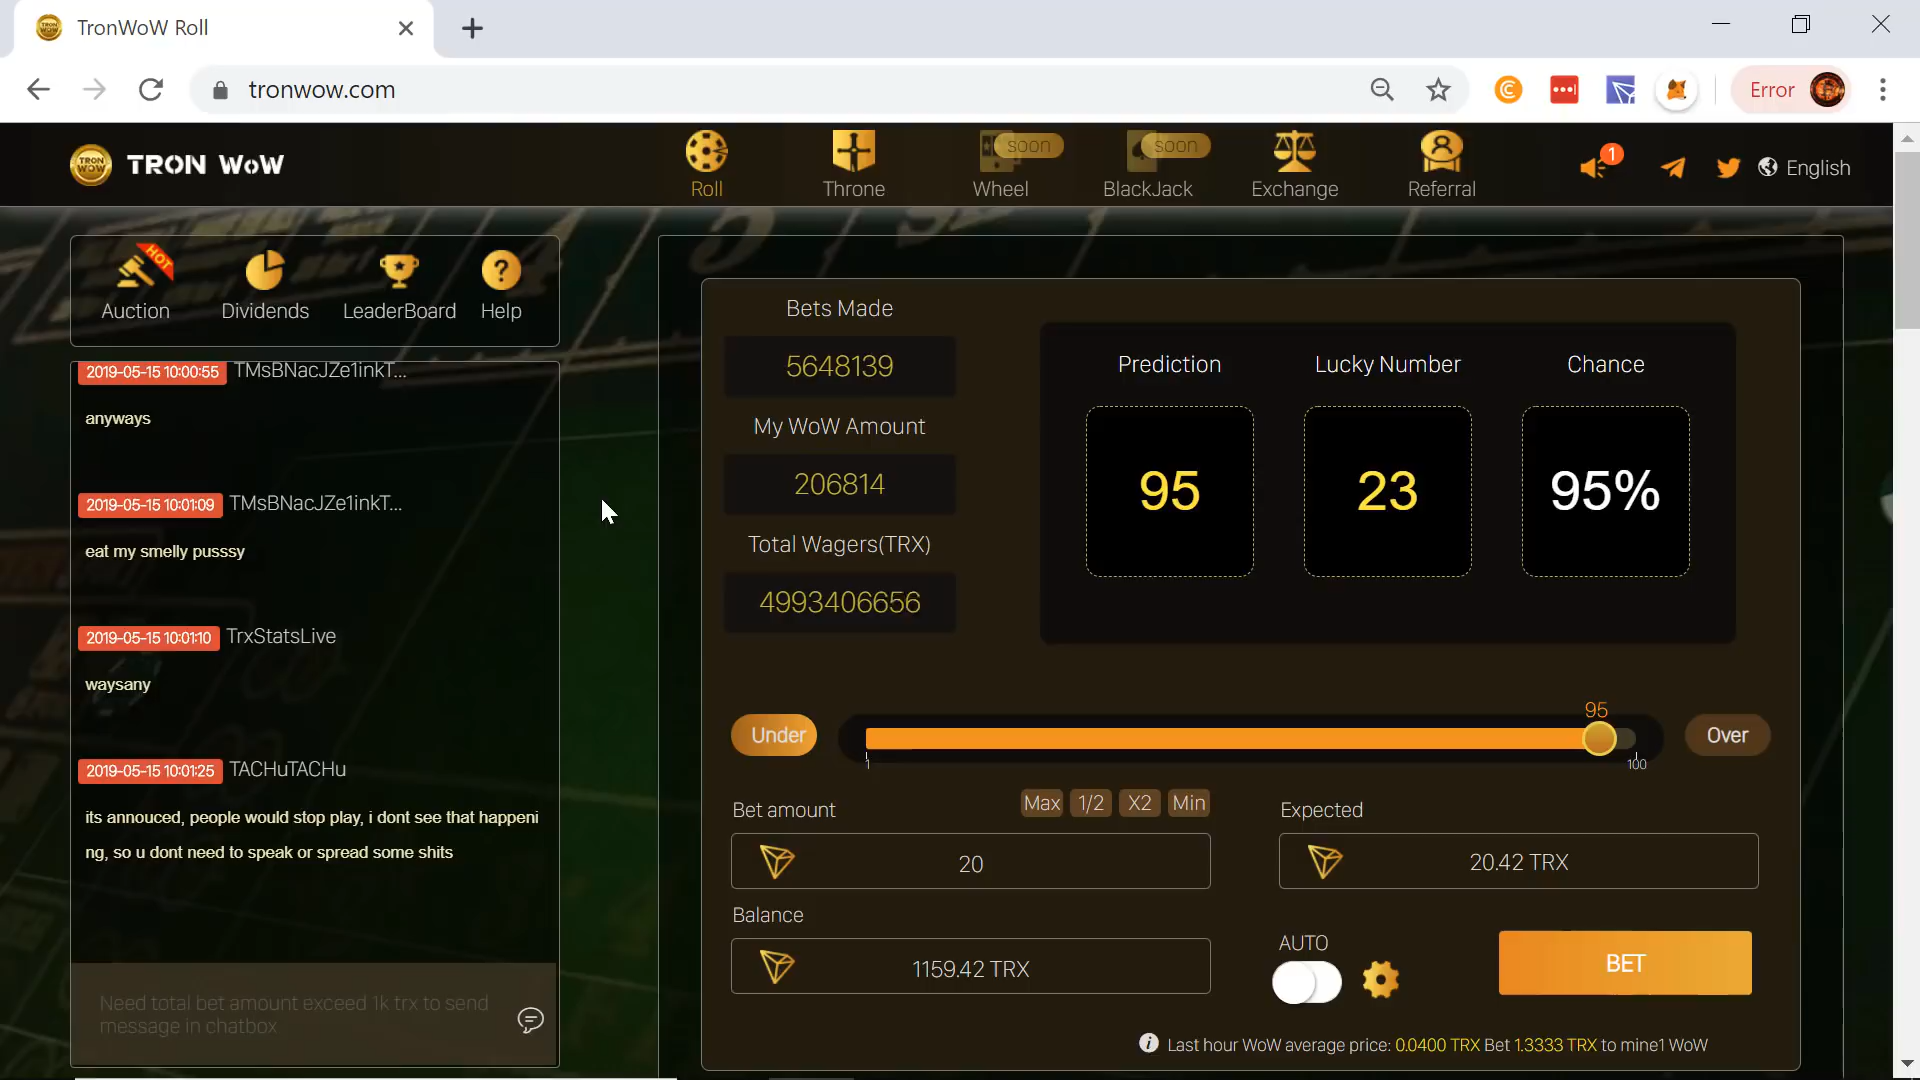 TronWoW Roll
tronwow.com
Error
TRON WOW
TRON WoW
Roll
Throne
soon
Wheel
soon
BlackJack
Exchange
Referral
1
English
HOT
Auction
Dividends
LeaderBoard
?
Help
2019-05-15 10:00:55 TMsBNacJZe1inkT...
anyways
2019-05-15 10:01:09 TMsBNacJZe1inkT...
eat my smelly pusssy
2019-05-15 10:01:10 TrxStatsLive
waysany
2019-05-15 10:01:25 TACHuTACHu
its annouced, people would stop play, i dont see that happeni
ng, so u dont need to speak or spread some shits
Need total bet amount exceed 1k trx to send
message in chatbox
Bets Made
5648139
My WoW Amount
206814
Total Wagers(TRX)
4993406656
Prediction
Lucky Number
Chance
95
23
95%
95
Under
Over
1
100
Bet amount
Max
1/2
X2
Min
Expected
20
20.42 TRX
Balance
1159.42 TRX
AUTO
BET
Last hour WoW average price: 0.0400 TRX Bet 1.3333 TRX to mine1 WoW